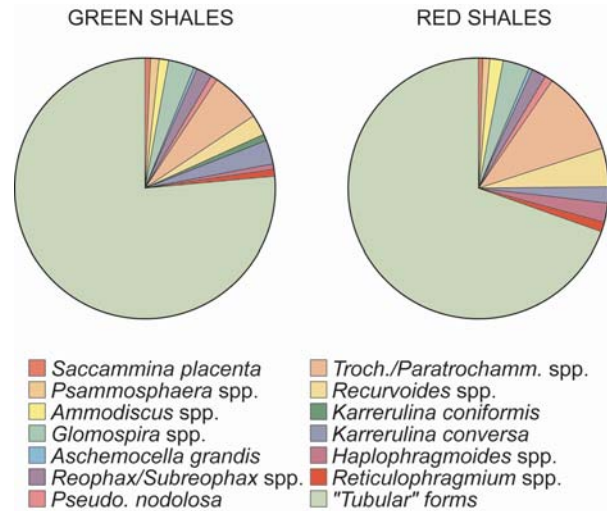 GREEN SHALES
RED SHALES
Saccammina placenta
Psammosphaera spp.
Ammodiscus spp.
Glomospira spp.
Aschemocella grandis
Reophax/Subreophax spp.
Pseudo. nodolosa
Troch./Paratrochamm. spp.
Recurvoides spp.
Karrerulina coniformis
Karrerulina conversa
Haplophragmoides spp.
Reticulophragmium spp.
"Tubular" forms